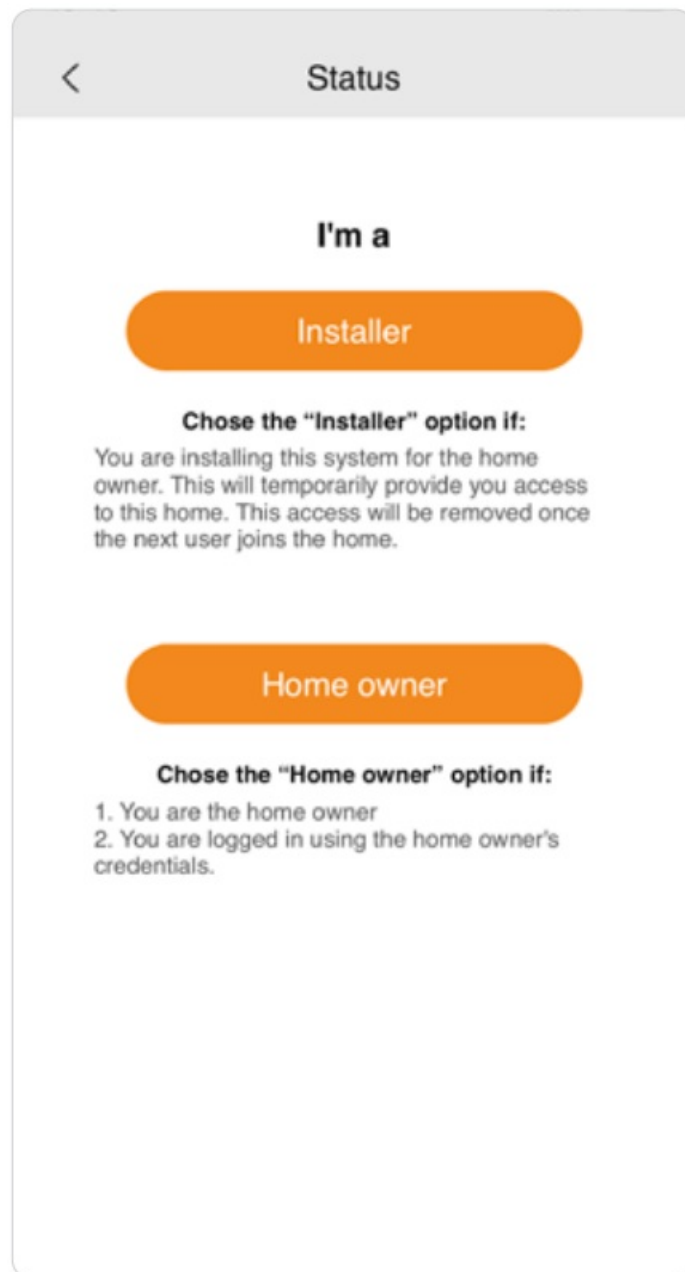 Status
I'm a
Installer
Chose the “Installer” option if:
You are installing this system for the home
owner. This will temporarily provide you access
to this home. This access will be removed once
the next user joins the home.
Home owner
Chose the “Home owner” option if:
1. You are the home owner
2. You are logged in using the home owner's
credentials.